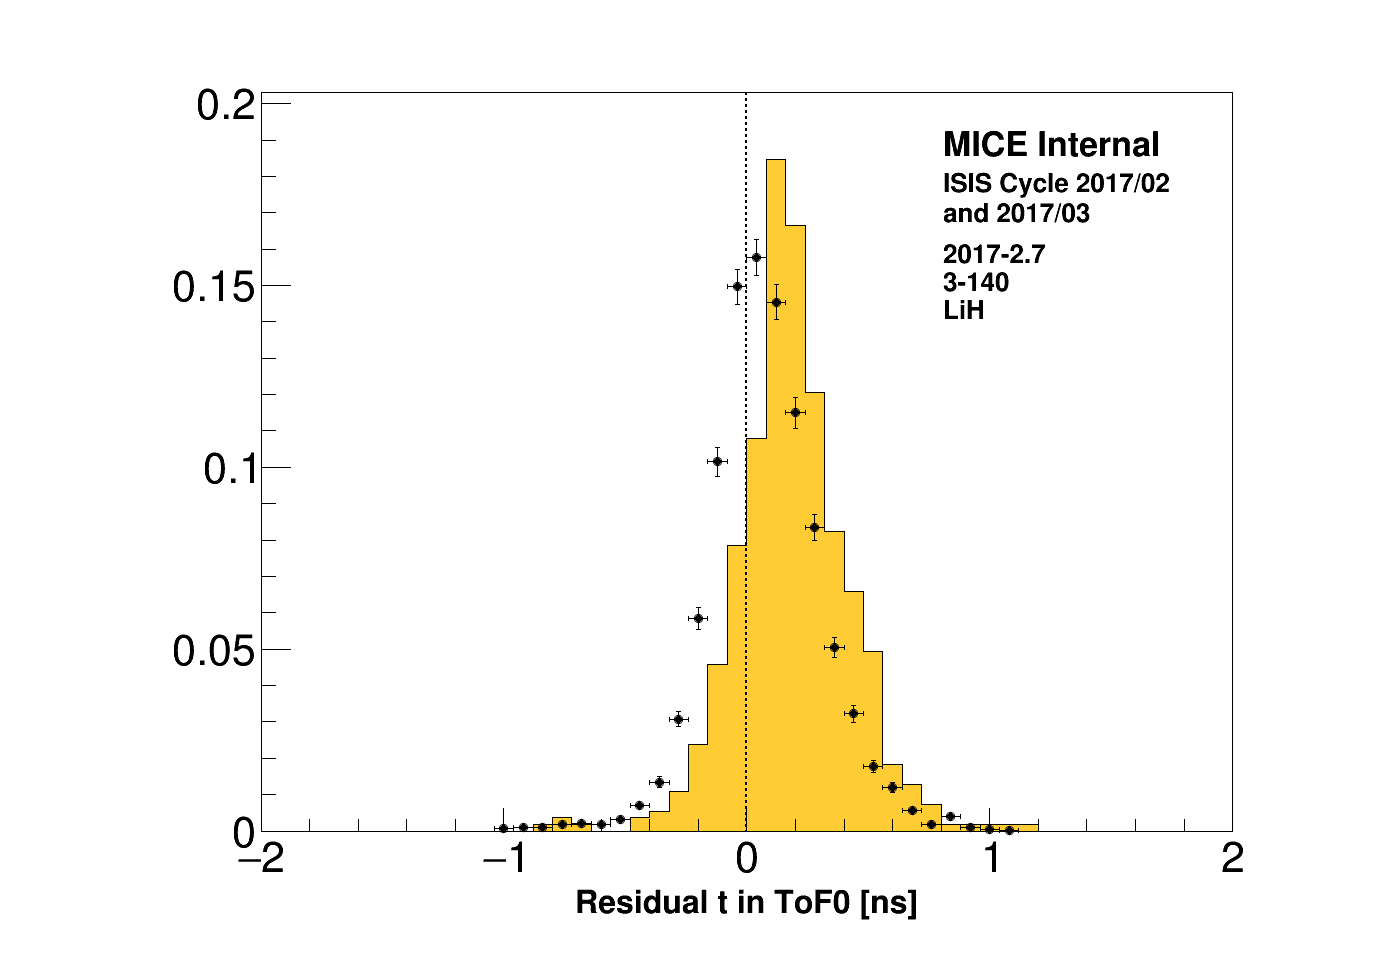 0.2
0.15
0.1
0.05
0
−2
−1
0
1
2
Residual t in ToF0 [ns]
MICE Internal
ISIS Cycle 2017/02
and 2017/03
2017-2.7
3-140
LiH